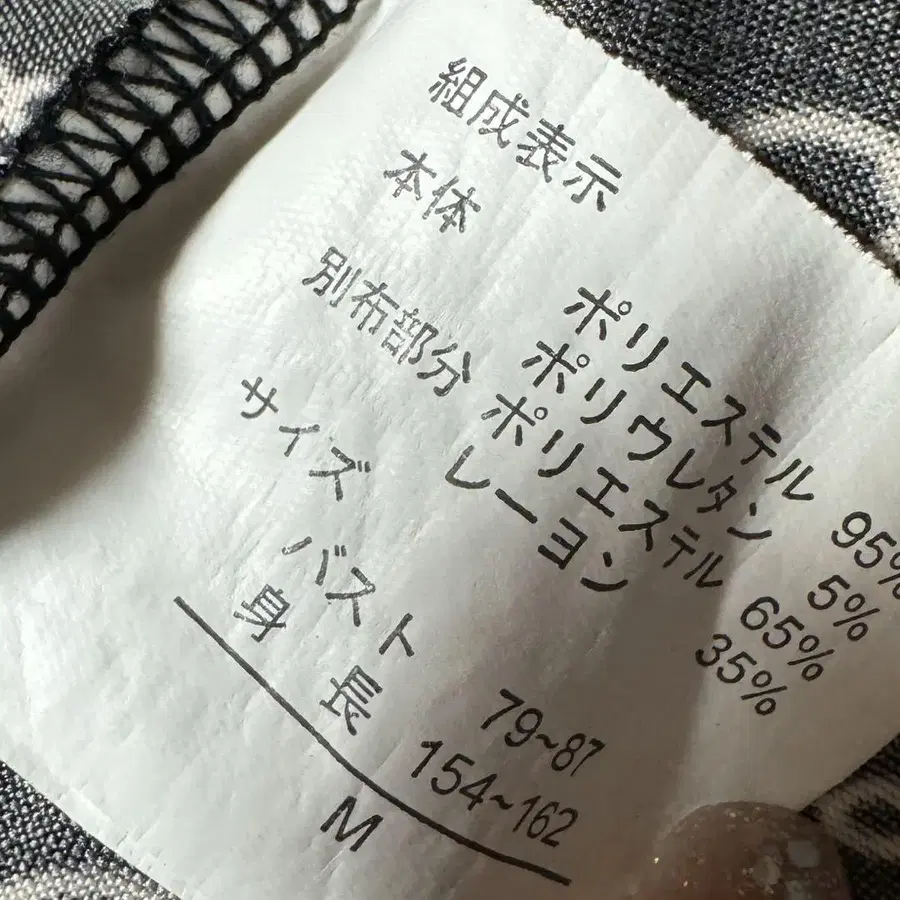 組成表示
本体 ポリエステル 95%
ポリウレタン 5%
別布部分 ポリエステル 65%
レーヨン 35%
サイズ
バスト 79~87
身長 154~162
M